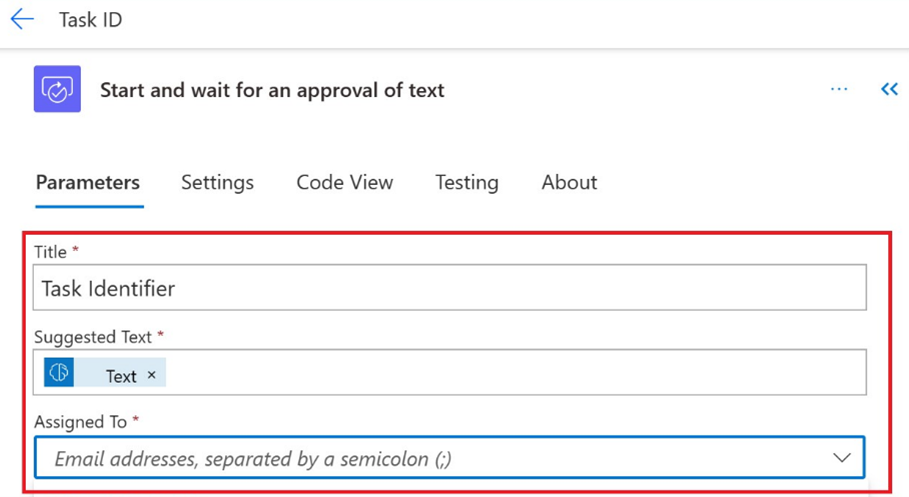 Task ID
Start and wait for an approval of text
Parameters Settings Code View Testing About
Title *
Task Identifier
Suggested Text *
Text ×
Assigned To *
Email addresses, separated by a semicolon (;)